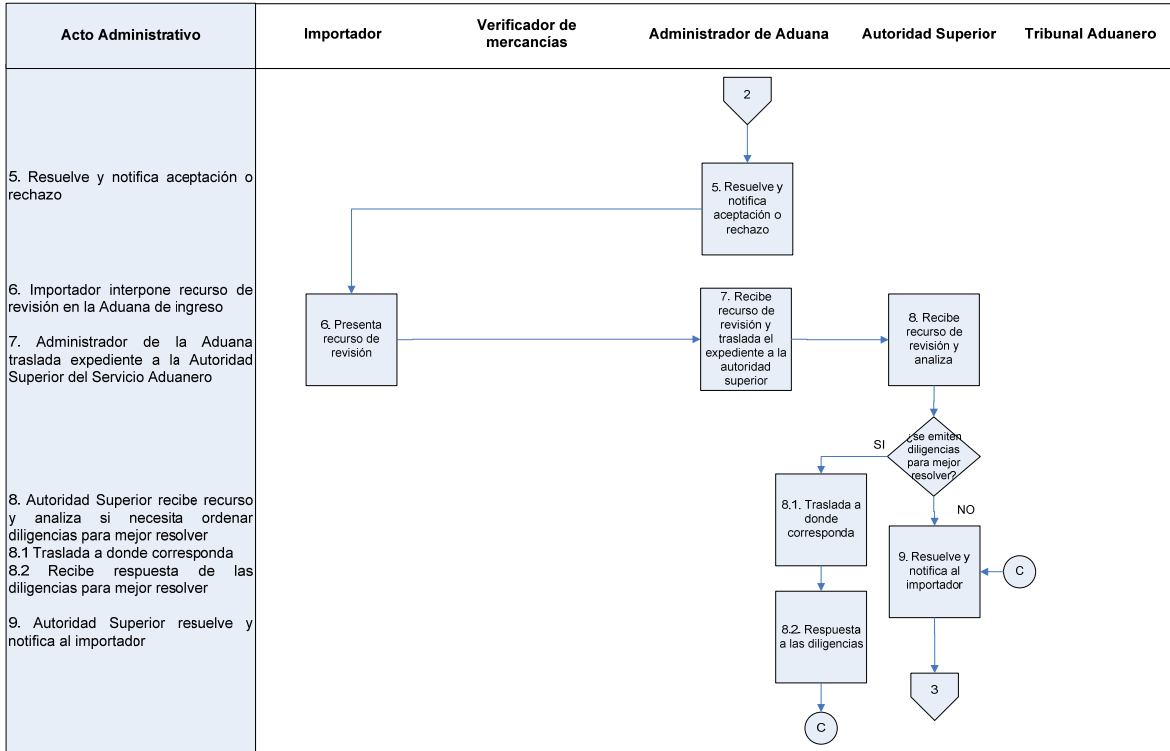 Acto Administrativo
Importador
Verificador de
mercancías
Administrador de Aduana
Autoridad Superior
Tribunal Aduanero
5. Resuelve y notifica aceptación o
rechazo
6. Importador interpone recurso de
revisión en la Aduana de ingreso
7. Administrador de la Aduana
traslada expediente a la Autoridad
Superior del Servicio Aduanero
8. Autoridad Superior recibe recurso
y analiza si necesita ordenar
diligencias para mejor resolver
8.1 Traslada a donde corresponda
8.2 Recibe respuesta de las
diligencias para mejor resolver
9. Autoridad Superior resuelve y
notifica al importador
2
5. Resuelve y
notifica
aceptación o
rechazo
6. Presenta
recurso de
revisión
7. Recibe
recurso de
revisión y
traslada el
expediente a la
autoridad
superior
8. Recibe
recurso de
revisión y
analiza
¿se emiten
diligencias
para mejor
resolver?
SI
NO
8.1. Traslada a
donde
corresponda
9. Resuelve y
notifica al
importador
C
8.2. Respuesta
a las diligencias
3
C